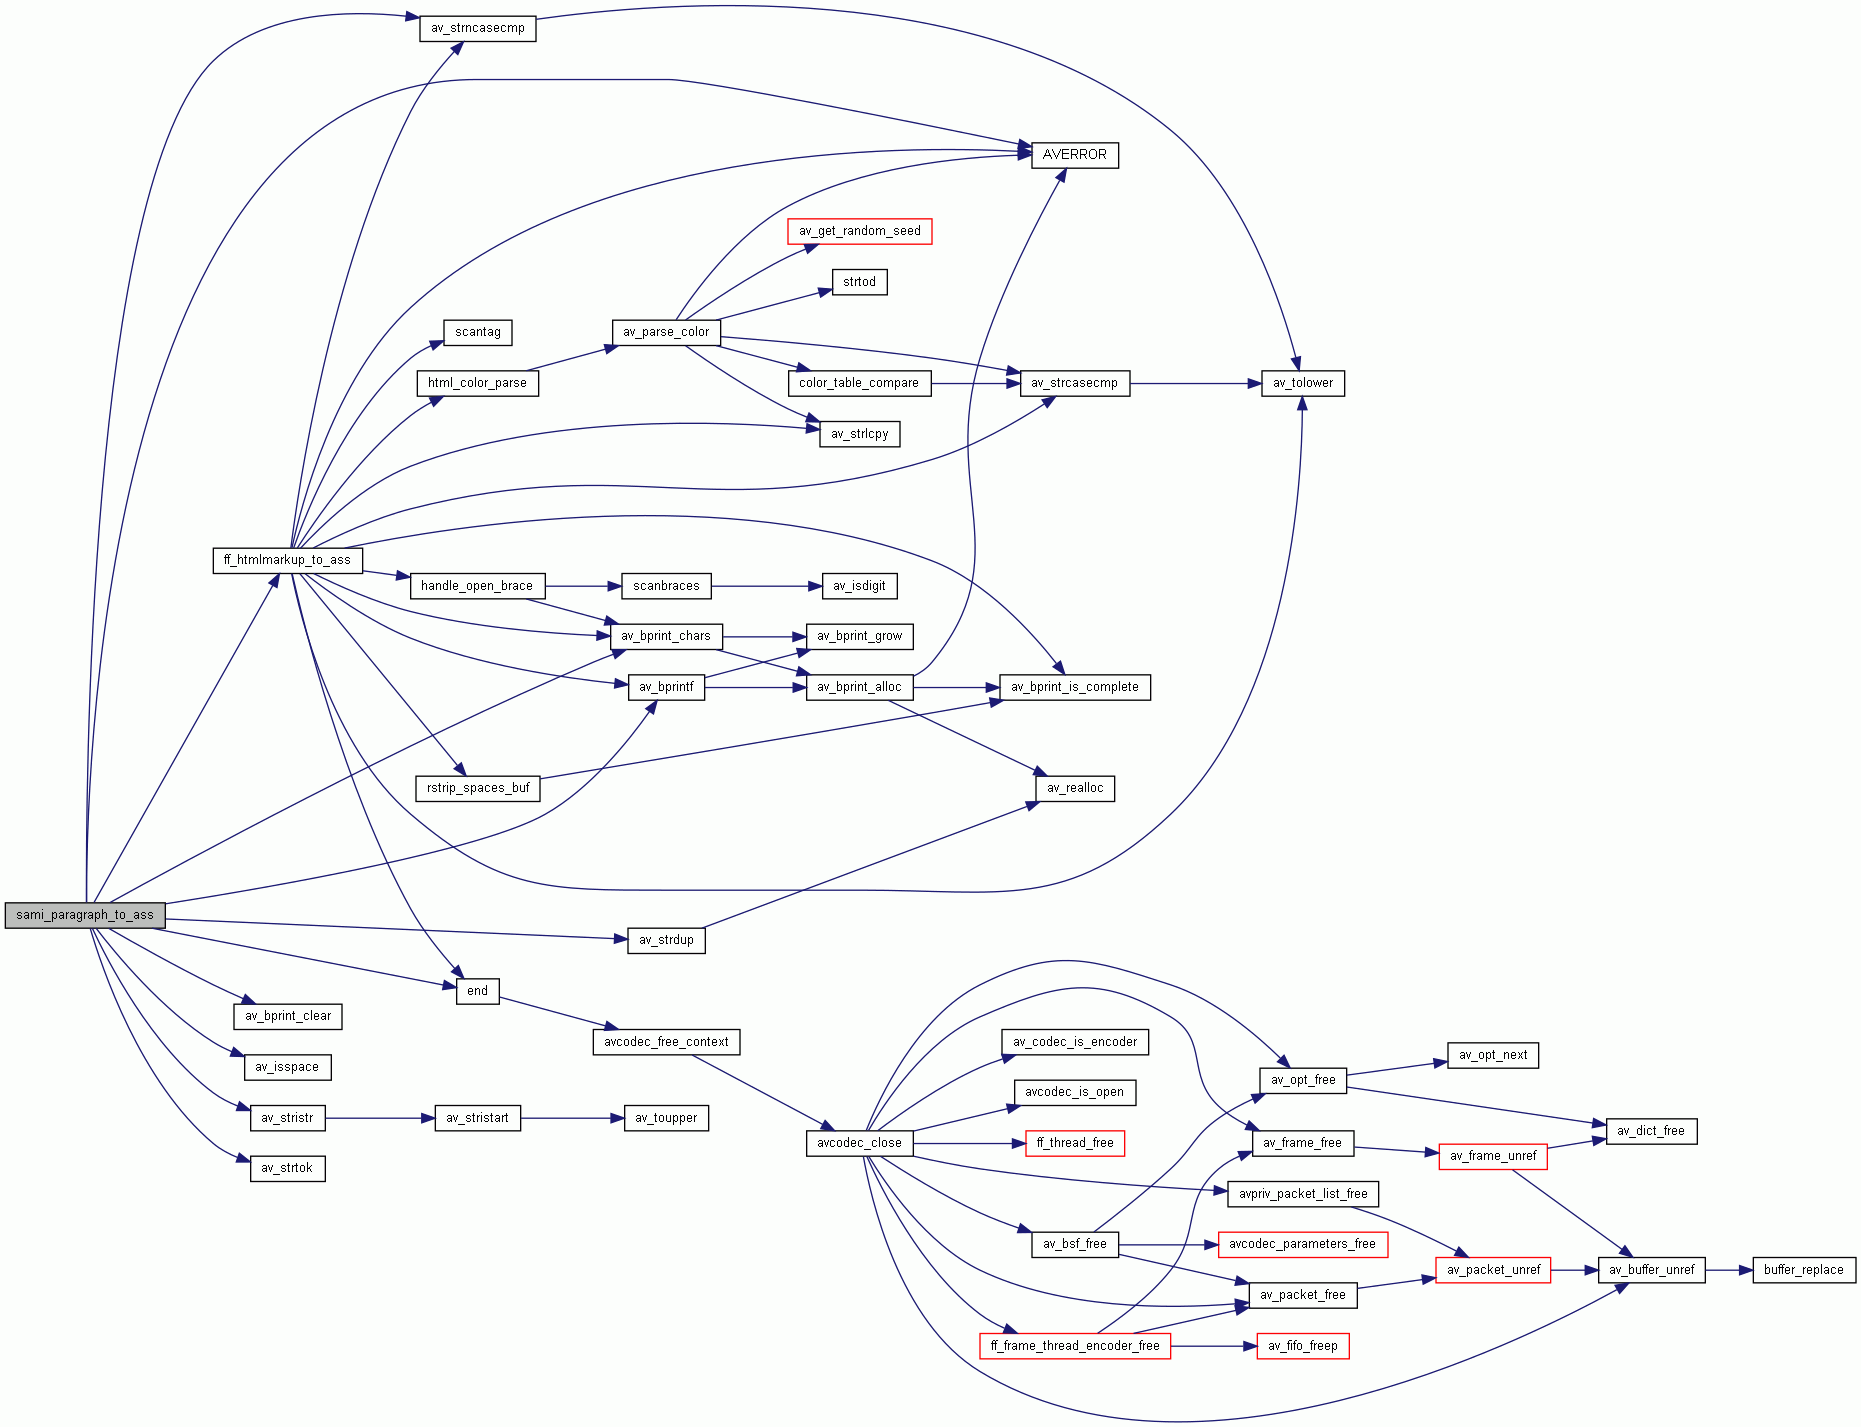 av_strncasecmp
AVERROR
av_get_random_seed
strtod
scantag
av_parse_color
html_color_parse
color_table_compare
av_strcasecmp
av_tolower
av_strlcpy
ff_htmlmarkup_to_ass
handle_open_brace
scanbraces
av_isdigit
av_bprint_chars
av_bprint_grow
av_bprintf
av_bprint_alloc
av_bprint_is_complete
rstrip_spaces_buf
av_realloc
sami_paragraph_to_ass
av_strdup
end
av_bprint_clear
avcodec_free_context
av_codec_is_encoder
av_opt_next
av_isspace
av_opt_free
avcodec_is_open
av_stristr
av_stristart
av_toupper
av_dict_free
avcodec_close
ff_thread_free
av_frame_free
av_frame_unref
av_strtok
avpriv_packet_list_free
av_bsf_free
avcodec_parameters_free
av_packet_unref
av_buffer_unref
buffer_replace
av_packet_free
ff_frame_thread_encoder_free
av_fifo_freep